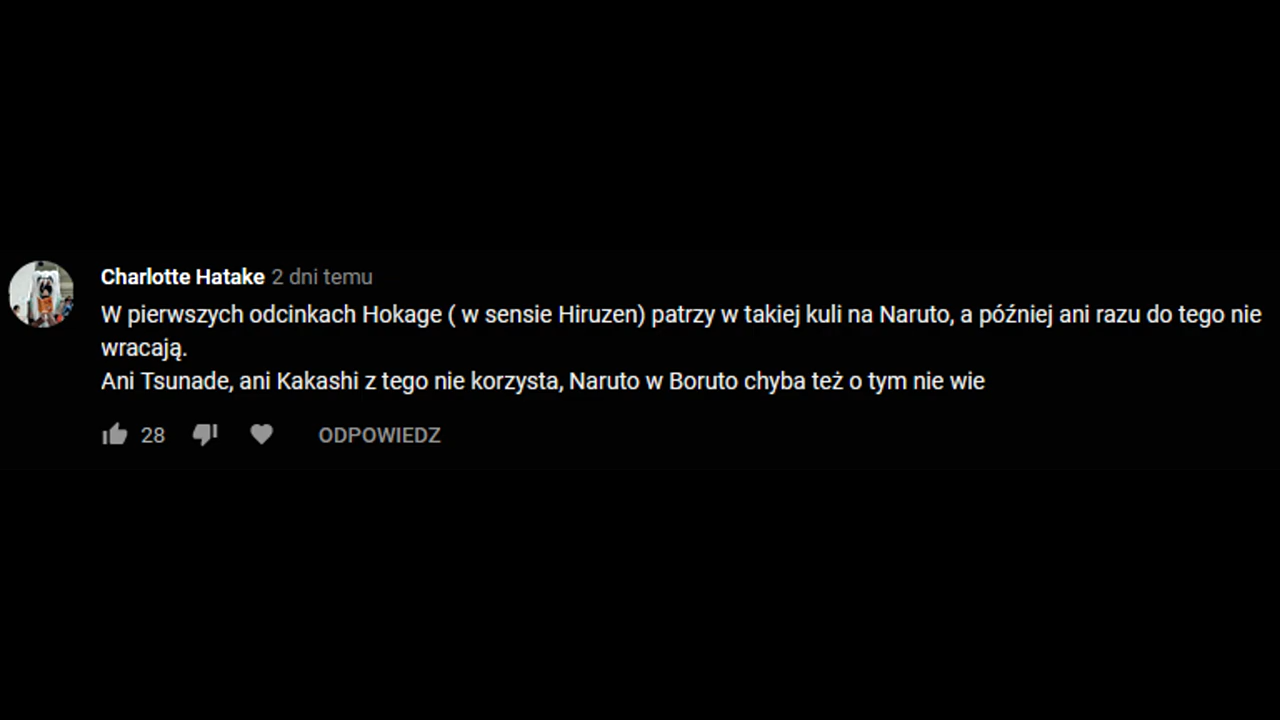 Charlotte Hatake 2 dni temu
W pierwszych odcinkach Hokage ( w sensie Hiruzen) patrzy w takiej kuli na Naruto, a później ani razu do tego nie
wracają.
Ani Tsunade, ani Kakashi z tego nie korzysta, Naruto w Boruto chyba też o tym nie wie
28 ODPOWIEDZ